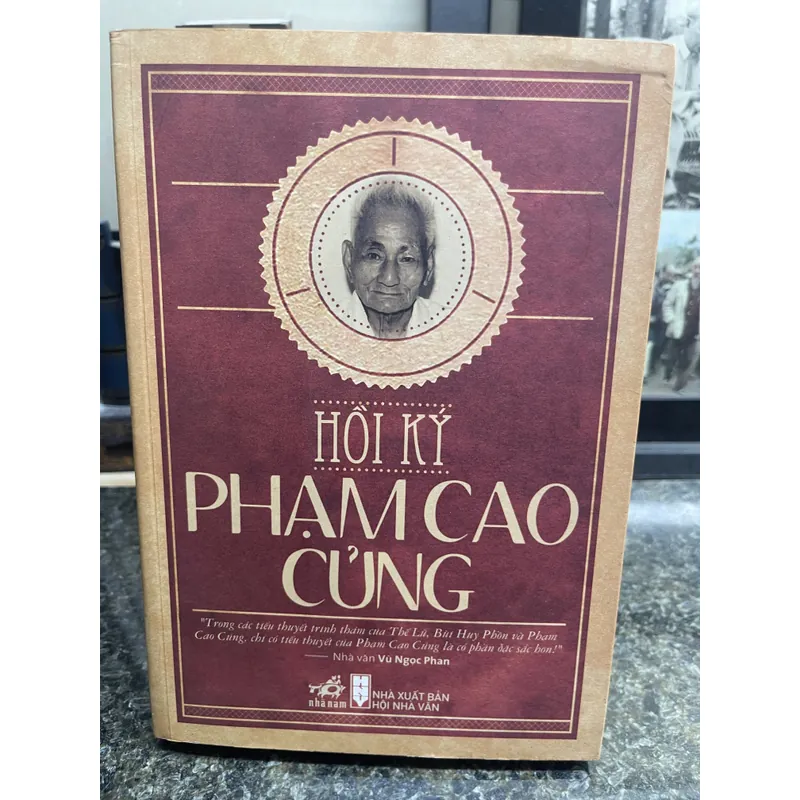 HỒI KÝ
PHẠM CAO
CỦNG
"Trong các tiểu thuyết trinh thám của Thế Lữ, Bùi Huy Phồn và Phạm
Cao Củng, chỉ có tiểu thuyết của Phạm Cao Củng là có phần đặc sắc hơn!"
— Nhà văn Vũ Ngọc Phan
nhã nam
NHÀ XUẤT BẢN
HỘI NHÀ VĂN